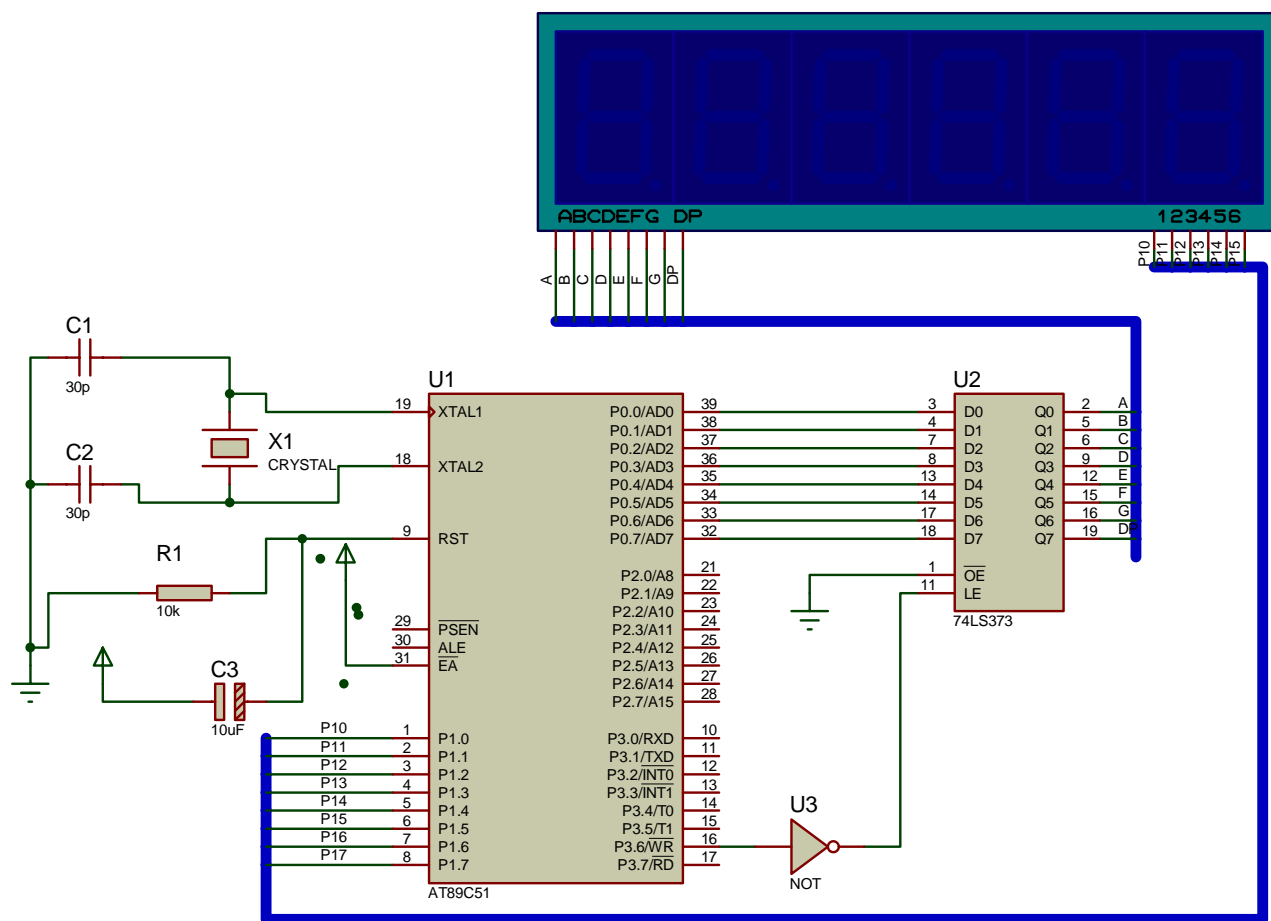 ABCDEFG DP
123456
A
B
C
D
E
F
G
DP
P10
P11
P12
P13
P14
P15
C1
30p
C2
30p
X1
CRYSTAL
R1
10k
C3
10uF
U1
19 XTAL1
18 XTAL2
9 RST
29 PSEN
30 ALE
31 EA
P10 1 P1.0
P11 2 P1.1
P12 3 P1.2
P13 4 P1.3
P14 5 P1.4
P15 6 P1.5
P16 7 P1.6
P17 8 P1.7
P0.0/AD0 39
P0.1/AD1 38
P0.2/AD2 37
P0.3/AD3 36
P0.4/AD4 35
P0.5/AD5 34
P0.6/AD6 33
P0.7/AD7 32
P2.0/A8 21
P2.1/A9 22
P2.2/A10 23
P2.3/A11 24
P2.4/A12 25
P2.5/A13 26
P2.6/A14 27
P2.7/A15 28
P3.0/RXD 10
P3.1/TXD 11
P3.2/INT0 12
P3.3/INT1 13
P3.4/T0 14
P3.5/T1 15
P3.6/WR 16
P3.7/RD 17
AT89C51
U2
3 D0 Q0 2 A
4 D1 Q1 5 B
7 D2 Q2 6 C
8 D3 Q3 9 D
13 D4 Q4 12 E
14 D5 Q5 15 F
17 D6 Q6 16 G
18 D7 Q7 19 DP
1 OE
11 LE
74LS373
U3
NOT